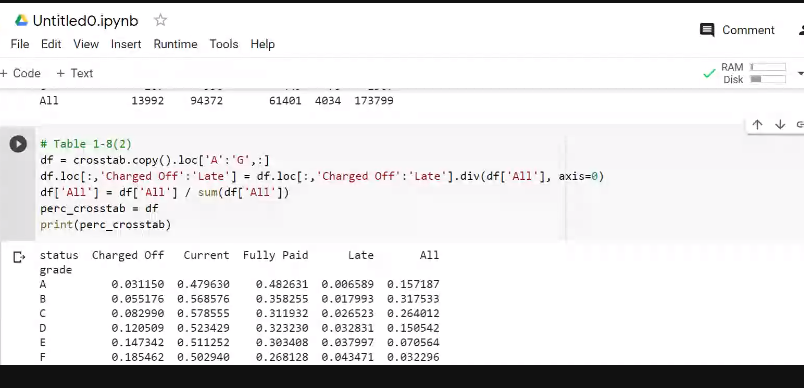 Untitled0.ipynb
File Edit View Insert Runtime Tools Help
Comment
+ Code + Text
RAM
Disk
All 13992 94372 61401 4034 173799
# Table 1-8(2)
df = crosstab.copy().loc['A':'G',:]
df.loc[:,'Charged Off':'Late'] = df.loc[:,'Charged Off':'Late'].div(df['All'], axis=0)
df['All'] = df['All'] / sum(df['All'])
perc_crosstab = df
print(perc_crosstab)
status Charged Off Current Fully Paid Late All
grade
A 0.031150 0.479630 0.482631 0.006589 0.157187
B 0.055176 0.568576 0.358255 0.017993 0.317533
C 0.082990 0.578555 0.311932 0.026523 0.264012
D 0.120509 0.523429 0.323230 0.032831 0.150542
E 0.147342 0.511252 0.303408 0.037997 0.070564
F 0.185462 0.502940 0.268128 0.043471 0.032296